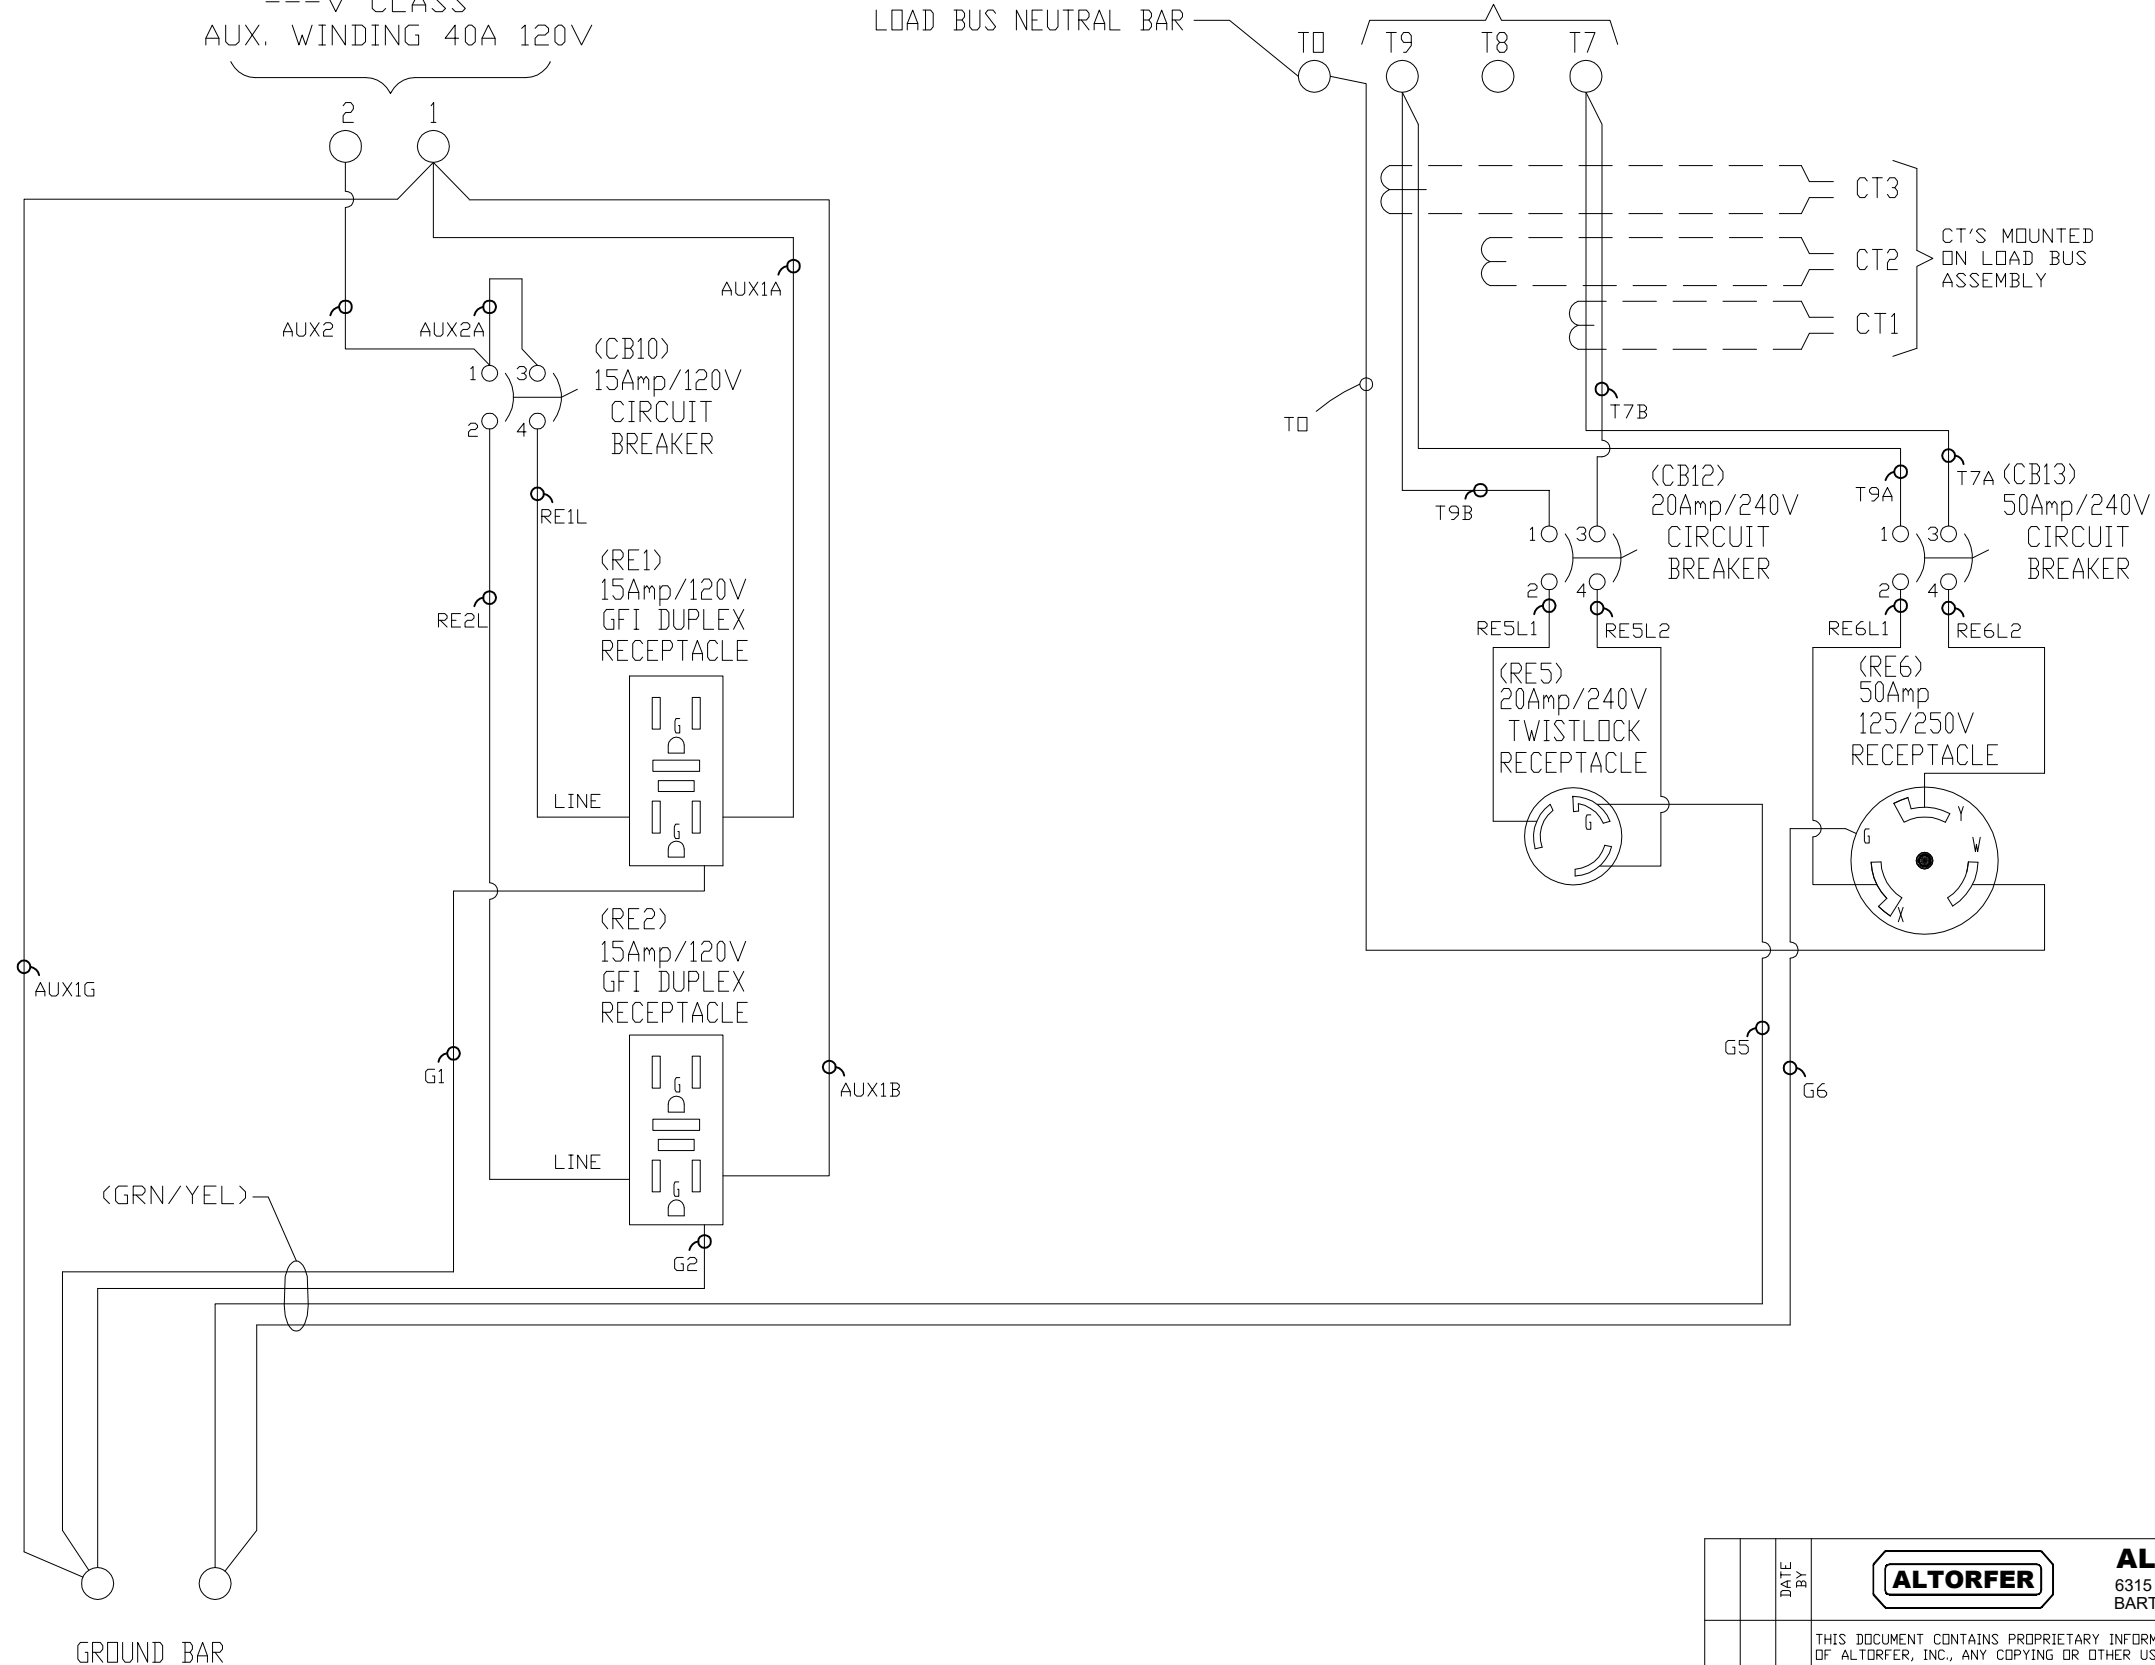 ---V CLASS
AUX. WINDING 40A 120V
2
1
AUX2
AUX2A
AUX1A
(CB10)
15Amp/120V
CIRCUIT
BREAKER
1
3
2
4
RE1L
RE2L
(RE1)
15Amp/120V
GFI DUPLEX
RECEPTACLE
G
G
LINE
(RE2)
15Amp/120V
GFI DUPLEX
RECEPTACLE
G
G
LINE
AUX1G
G1
AUX1B
G2
(GRN/YEL)
GROUND BAR
LOAD BUS NEUTRAL BAR
T0
T9
T8
T7
CT3
CT2
CT1
CT'S MOUNTED
ON LOAD BUS
ASSEMBLY
T0
T7B
T9B
T9A
T7A
(CB12)
20Amp/240V
CIRCUIT
BREAKER
1
3
2
4
(CB13)
50Amp/240V
CIRCUIT
BREAKER
1
3
2
4
RE5L1
RE5L2
RE6L1
RE6L2
(RE5)
20Amp/240V
TWISTLOCK
RECEPTACLE
G
(RE6)
50Amp
125/250V
RECEPTACLE
G
Y
W
X
G5
G6
DATE
BY
ALTORFER
AL
6315
BART
THIS DOCUMENT CONTAINS PROPRIETARY INFORM
OF ALTORFER, INC., ANY COPYING OR OTHER US